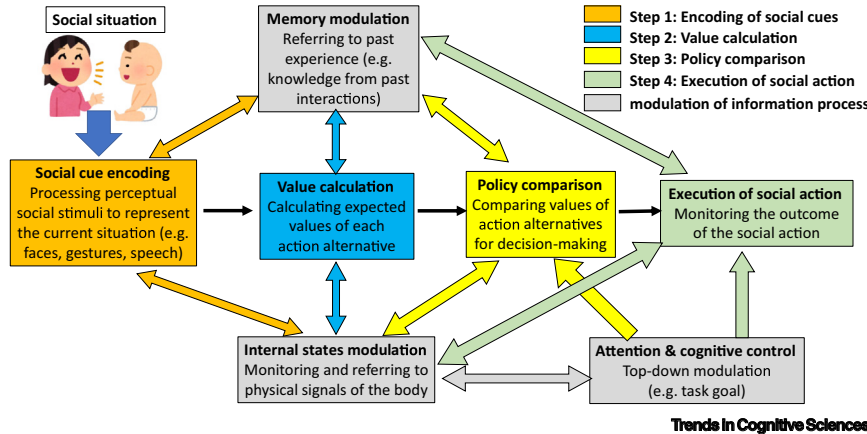 Social situation
Memory modulation
Referring to past
experience (e.g.
knowledge from past
interactions)
Step 1: Encoding of social cues
Step 2: Value calculation
Step 3: Policy comparison
Step 4: Execution of social action
modulation of information process
Social cue encoding
Processing perceptual
social stimuli to represent
the current situation (e.g.
faces, gestures, speech)
Value calculation
Calculating expected
values of each
action alternative
Policy comparison
Comparing values of
action alternatives
for decision-making
Execution of social action
Monitoring the outcome
of the social action
Internal states modulation
Monitoring and referring to
physical signals of the body
Attention & cognitive control
Top-down modulation
(e.g. task goal)
Trends in Cognitive Sciences